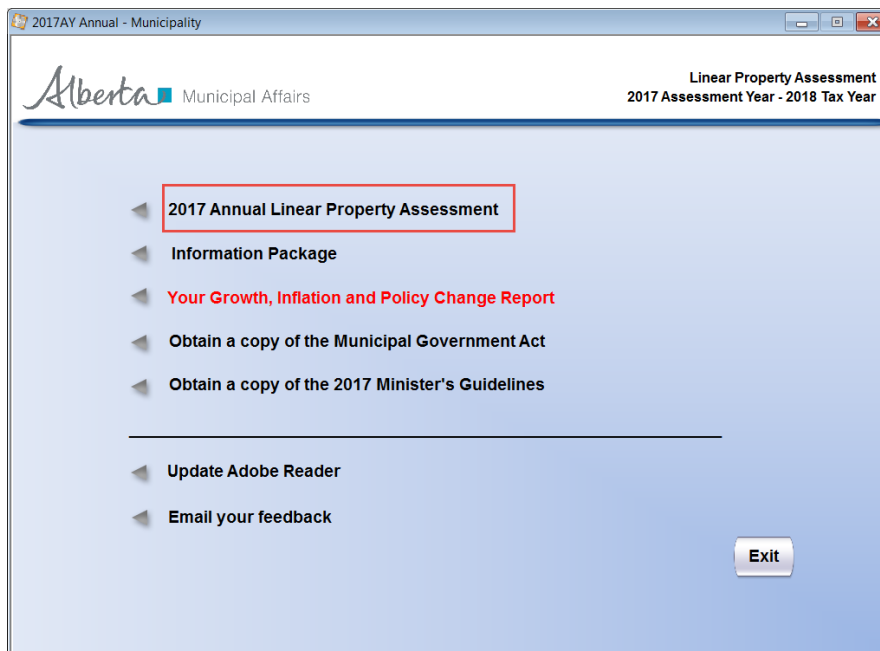 2017AY Annual - Municipality
Alberta Municipal Affairs
Linear Property Assessment
2017 Assessment Year - 2018 Tax Year
2017 Annual Linear Property Assessment
Information Package
Your Growth, Inflation and Policy Change Report
Obtain a copy of the Municipal Government Act
Obtain a copy of the 2017 Minister's Guidelines
Update Adobe Reader
Email your feedback
Exit